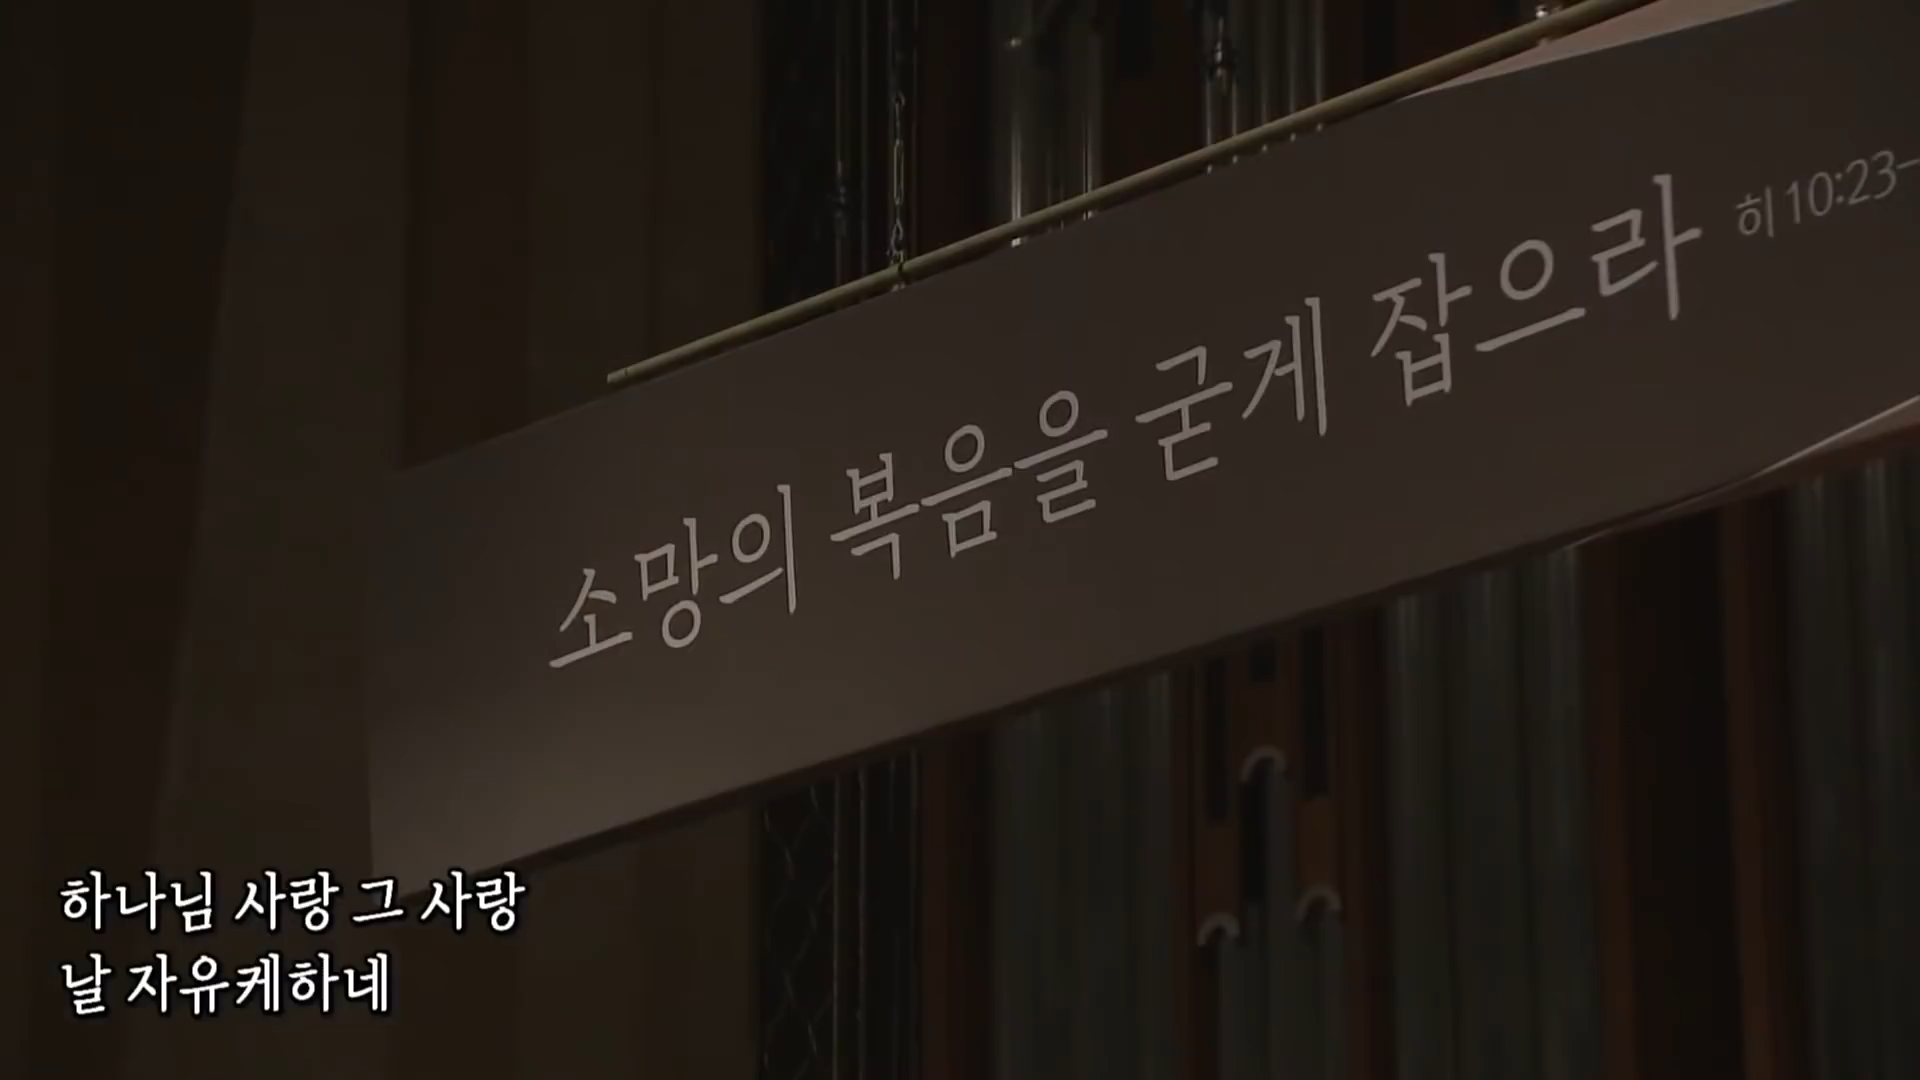 소망의 복음을 굳게 잡으라 히 10:23-
하나님 사랑 그 사랑
날 자유케하네